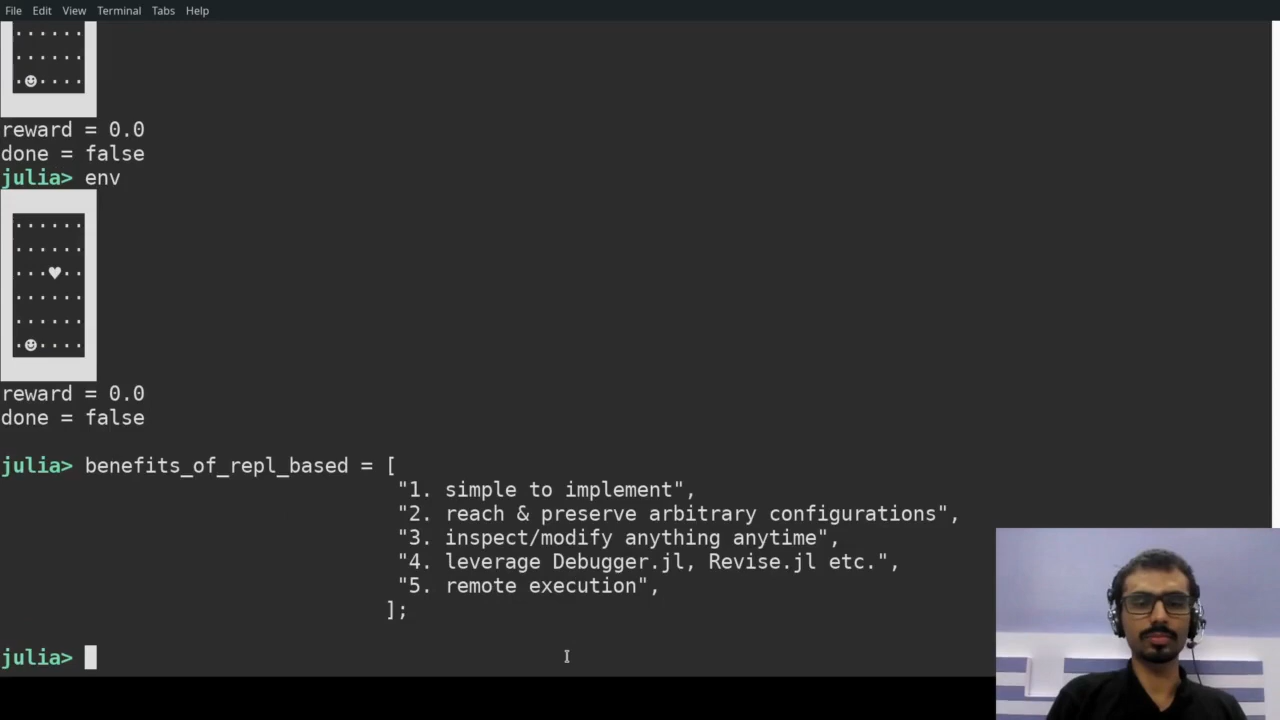 File Edit View Terminal Tabs Help
······
······
·☻····
reward = 0.0
done = false
julia> env
······
······
···♥··
······
······
·☻····
reward = 0.0
done = false
julia> benefits_of_repl_based = [
"1. simple to implement",
"2. reach & preserve arbitrary configurations",
"3. inspect/modify anything anytime",
"4. leverage Debugger.jl, Revise.jl etc.",
"5. remote execution",
];
julia>